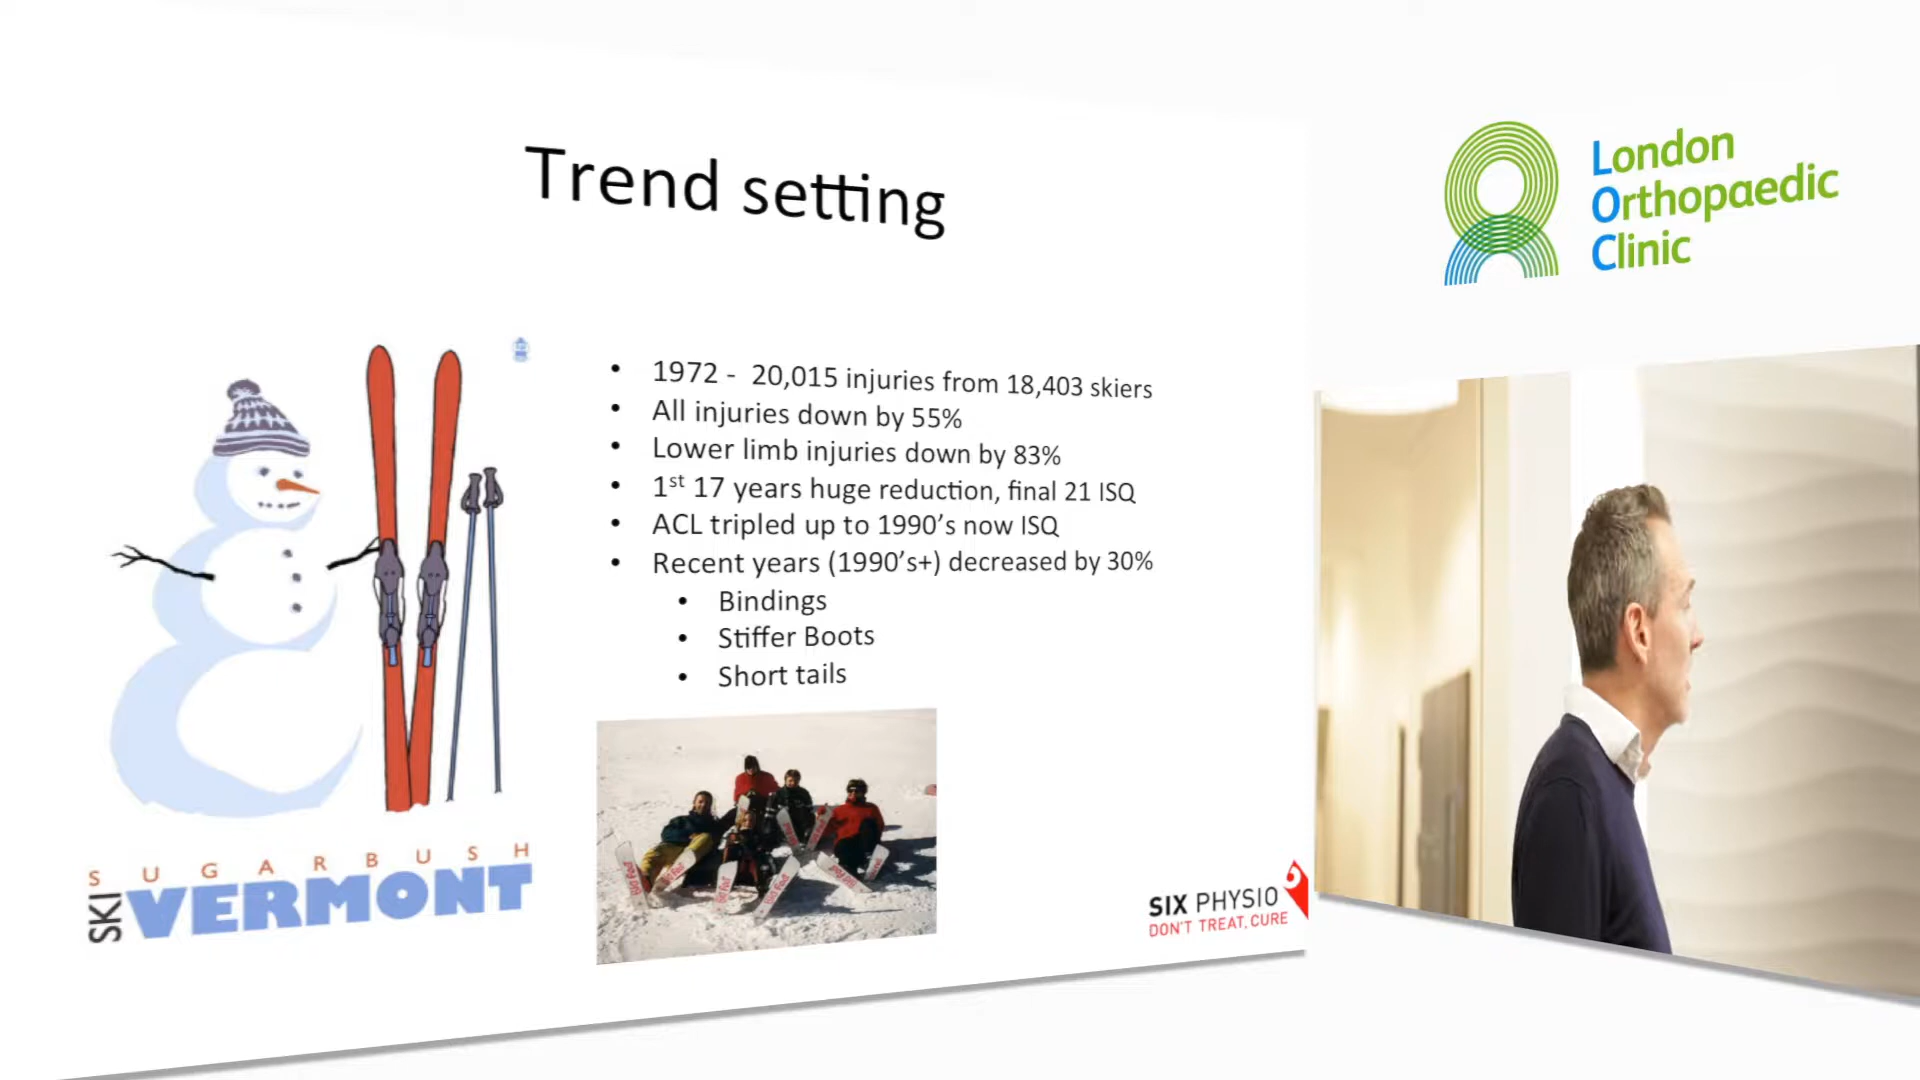 Trend setting
London
Orthopaedic
Clinic
• 1972 - 20,015 injuries from 18,403 skiers
• All injuries down by 55%
• Lower limb injuries down by 83%
• 1st 17 years huge reduction, final 21 ISQ
• ACL tripled up to 1990's now ISQ
• Recent years (1990's+) decreased by 30%
• Bindings
• Stiffer Boots
• Short tails
SUGARBUSH
SKI VERMONT
SIX PHYSIO
DON'T TREAT, CURE